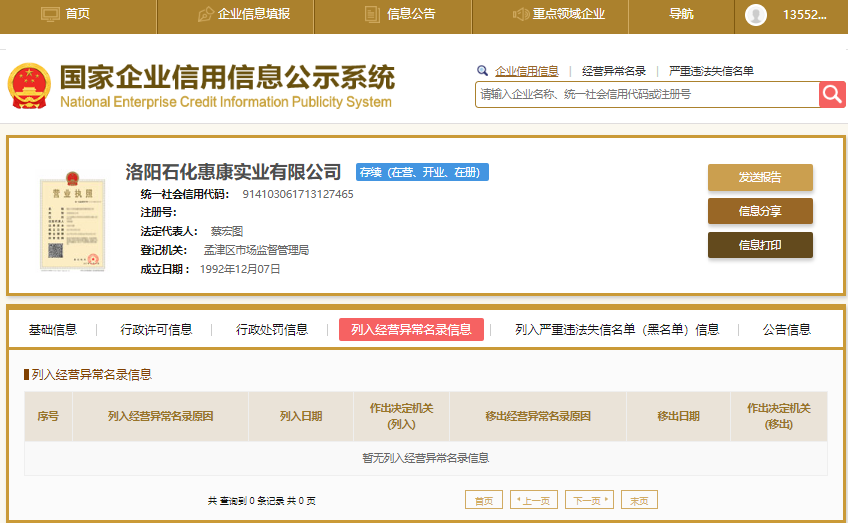 首页 企业信息填报 信息公告 重点领域企业 导航 13552...
国家企业信用信息公示系统
National Enterprise Credit Information Publicity System
企业信用信息 | 经营异常名录 | 严重违法失信名单
请输入企业名称、统一社会信用代码或注册号
营业执照
洛阳石化惠康实业有限公司 存续（在营、开业、在册）
统一社会信用代码： 914103061713127465
注册号：
法定代表人： 蔡宏图
登记机关： 孟津区市场监督管理局
成立日期： 1992年12月07日
发送报告
信息分享
信息打印
基础信息 | 行政许可信息 | 行政处罚信息 | 列入经营异常名录信息 | 列入严重违法失信名单（黑名单）信息 | 公告信息
列入经营异常名录信息
序号 列入经营异常名录原因 列入日期 作出决定机关(列入) 移出经营异常名录原因 移出日期 作出决定机关(移出)
暂无列入经营异常名录信息
共 查询到 0 条记录 共 0 页 首页 上一页 下一页 末页